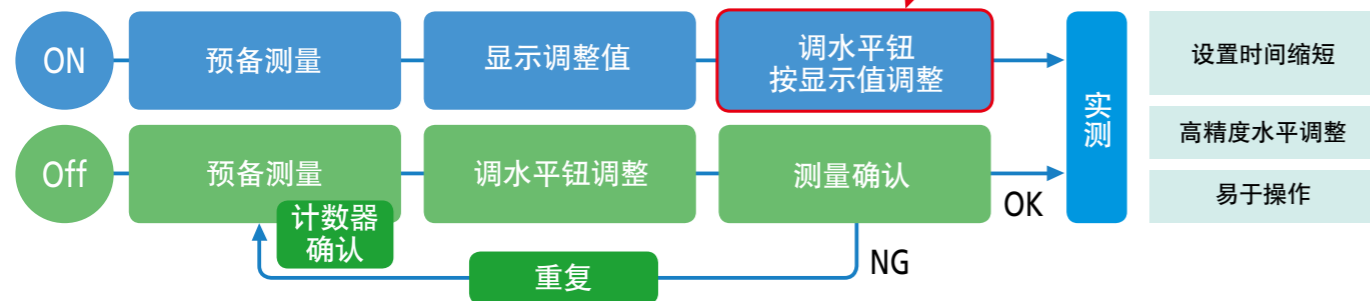 ON
预备测量
显示调整值
调水平钮
按显示值调整
Off
预备测量
调水平钮调整
测量确认
计数器
确认
重复
OK
NG
实测
设置时间缩短
高精度水平调整
易于操作